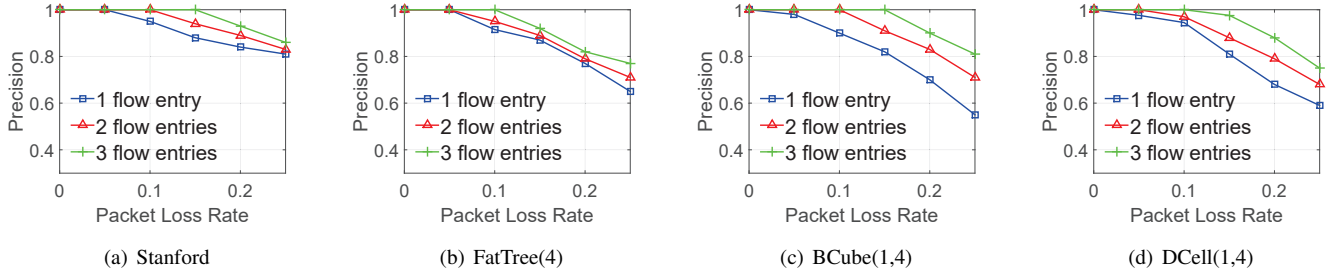 Precision
1
0.8
0.6
0.4
1 flow entry
2 flow entries
3 flow entries
0
0.1
0.2
Packet Loss Rate
(a) Stanford
Precision
1
0.8
0.6
0.4
1 flow entry
2 flow entries
3 flow entries
0
0.1
0.2
Packet Loss Rate
(b) FatTree(4)
Precision
1
0.8
0.6
0.4
1 flow entry
2 flow entries
3 flow entries
0
0.1
0.2
Packet Loss Rate
(c) BCube(1,4)
Precision
1
0.8
0.6
0.4
1 flow entry
2 flow entries
3 flow entries
0
0.1
0.2
Packet Loss Rate
(d) DCell(1,4)